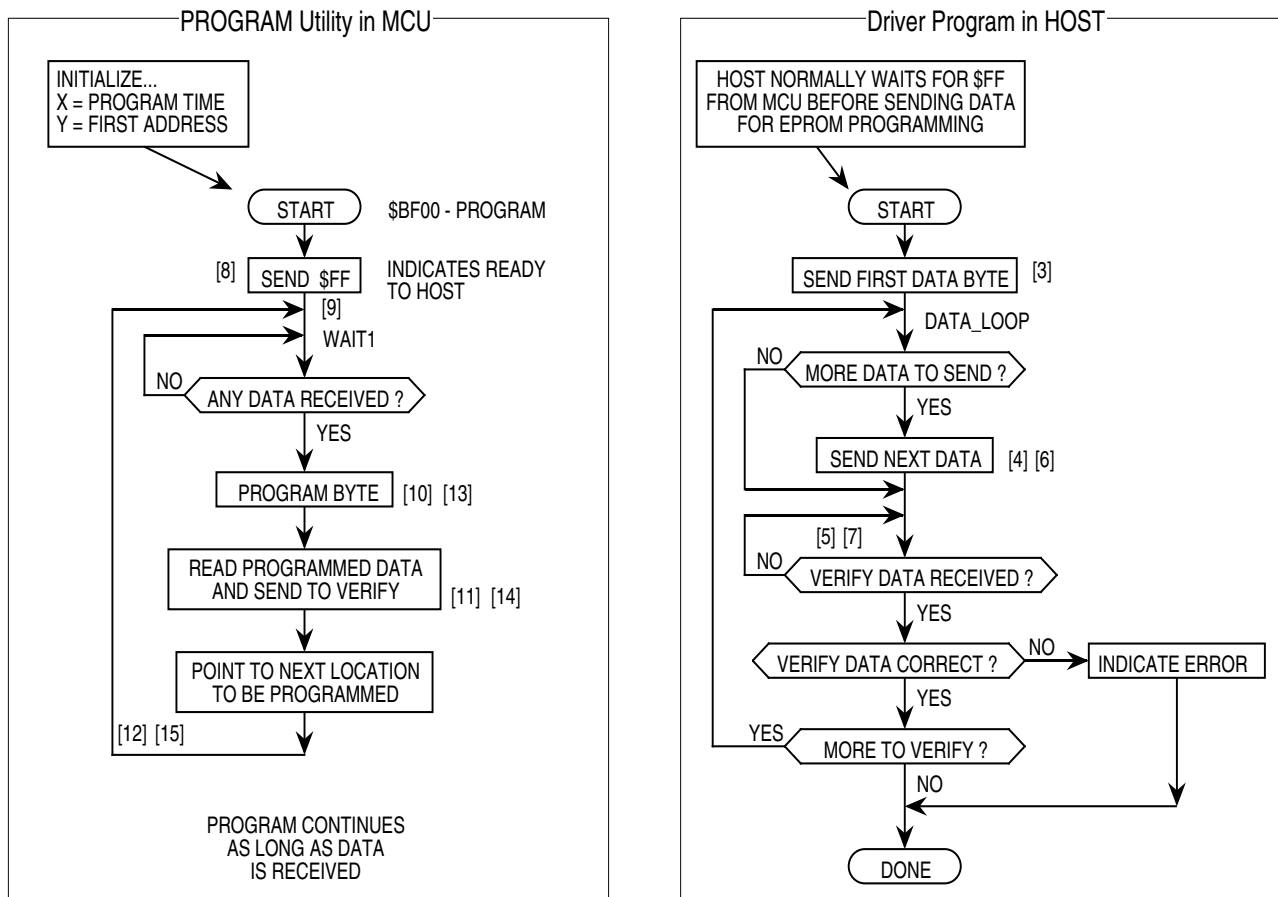 PROGRAM Utility in MCU
INITIALIZE...
X = PROGRAM TIME
Y = FIRST ADDRESS
START
$BF00 - PROGRAM
[8]
SEND $FF
INDICATES READY
TO HOST
[9]
WAIT1
NO
ANY DATA RECEIVED ?
YES
PROGRAM BYTE
[10] [13]
READ PROGRAMMED DATA
AND SEND TO VERIFY
[11] [14]
POINT TO NEXT LOCATION
TO BE PROGRAMMED
[12] [15]
PROGRAM CONTINUES
AS LONG AS DATA
IS RECEIVED
Driver Program in HOST
HOST NORMALLY WAITS FOR $FF
FROM MCU BEFORE SENDING DATA
FOR EPROM PROGRAMMING
START
SEND FIRST DATA BYTE
[3]
DATA_LOOP
NO
MORE DATA TO SEND ?
YES
SEND NEXT DATA
[4] [6]
[5] [7]
NO
VERIFY DATA RECEIVED ?
YES
VERIFY DATA CORRECT ?
NO
INDICATE ERROR
YES
YES
MORE TO VERIFY ?
NO
DONE